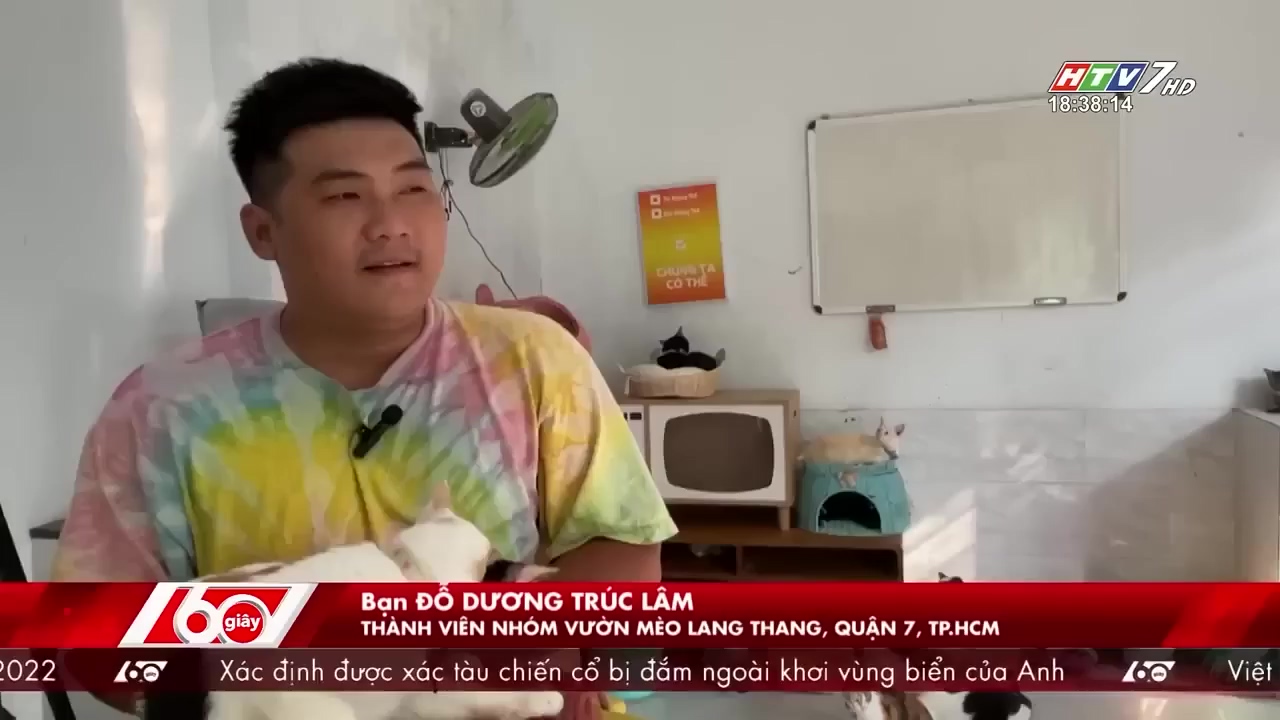 HTV7 HD
18:38:14
CHÚNG TA
CÓ THỂ
60 giây
Bạn ĐỖ DƯƠNG TRÚC LÂM
THÀNH VIÊN NHÓM VƯỜN MÈO LANG THANG, QUẬN 7, TP.HCM
2022 60 Xác định được xác tàu chiến cổ bị đắm ngoài khơi vùng biển của Anh 60 Việt